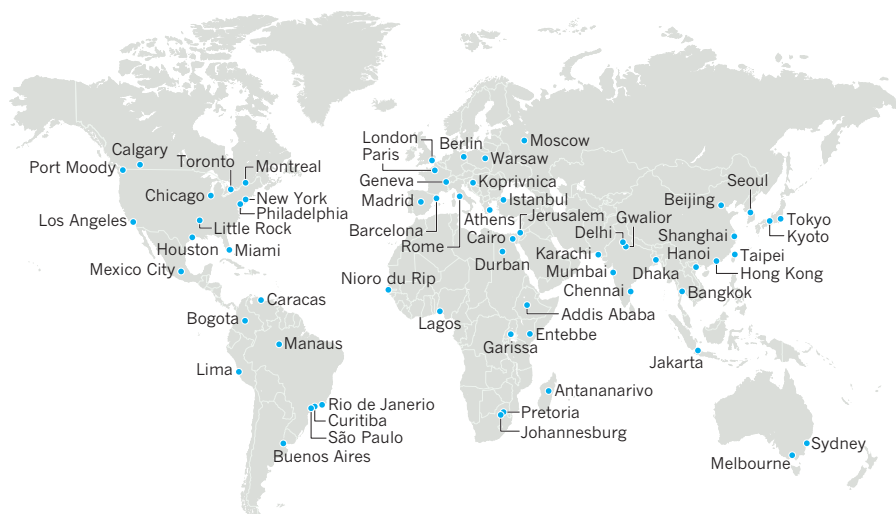 London
Berlin
Moscow
Paris
Warsaw
Calgary
Toronto
Montreal
Port Moody
Geneva
Koprivnica
Seoul
Chicago
New York
Madrid
Istanbul
Beijing
Philadelphia
Athens
Jerusalem
Gwalior
Tokyo
Los Angeles
Little Rock
Barcelona
Delhi
Shanghai
Kyoto
Houston
Miami
Rome
Cairo
Karachi
Hanoi
Taipei
Mexico City
Durban
Mumbai
Dhaka
Hong Kong
Nioro du Rip
Chennai
Bangkok
Caracas
Addis Ababa
Bogota
Lagos
Entebbe
Manaus
Garissa
Lima
Jakarta
Antananarivo
Rio de Janerio
Pretoria
Curitiba
Johannesburg
São Paulo
Sydney
Buenos Aires
Melbourne